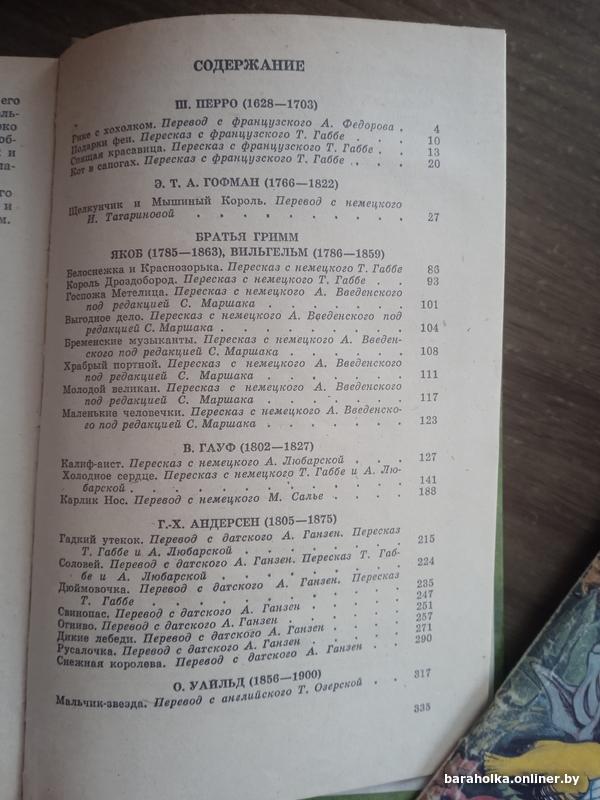 его
ль-
око
об-
к и
ла-
го
и
м.
СОДЕРЖАНИЕ
Ш. ПЕРРО (1628—1703)
Рике с хохолком. Перевод с французского А. Федорова . 4
Подарки феи. Пересказ с французского Т. Габбе . . . 10
Спящая красавица. Пересказ с французского Т. Габбе . . 13
Кот в сапогах. Пересказ с французского Т. Габбе . . . 20
Э. Т. А. ГОФМАН (1766—1822)
Щелкунчик и Мышиный Король. Перевод с немецкого
И. Татариновой . . . . . . . . . 27
БРАТЬЯ ГРИММ
ЯКОБ (1785—1863), ВИЛЬГЕЛЬМ (1786—1859)
Белоснежка и Краснозорька. Пересказ с немецкого Т. Габбе 86
Король Дроздобород. Пересказ с немецкого Т. Габбе . . 93
Госпожа Метелица. Пересказ с немецкого А. Введенского
под редакцией С. Маршака . . . . . . 101
Выгодное дело. Пересказ с немецкого А. Введенского под
редакцией С. Маршака . . . . . . . 104
Бременские музыканты. Пересказ с немецкого А. Введен-
ского под редакцией С. Маршака . . . . . 108
Храбрый портной. Пересказ с немецкого А. Введенского
под редакцией С. Маршака . . . . . . 111
Молодой великан. Пересказ с немецкого А. Введенского
под редакцией С. Маршака . . . . . . 117
Маленькие человечки. Пересказ с немецкого А. Введенско-
го под редакцией С. Маршака . . . . . 123
В. ГАУФ (1802—1827)
Калиф-аист. Пересказ с немецкого А. Любарской . . . 127
Холодное сердце. Пересказ с немецкого Т. Габбе и А. Лю-
барской . . . . . . . . . . 141
Карлик Нос. Перевод с немецкого М. Салье . . . . 188
Г.-Х. АНДЕРСЕН (1805—1875)
Гадкий утенок. Перевод с датского А. Ганзен. Пересказ
Т. Габбе и А. Любарской . . . . . . . 215
Соловей. Перевод с датского А. Ганзен. Пересказ Т. Габ-
бе и А. Любарской . . . . . . . . 224
Дюймовочка. Перевод с датского А. Ганзен. Пересказ
Т. Габбе . . . . . . . . . . 235
Свинопас. Перевод с датского А. Ганзен . . . . . 247
Огниво. Перевод с датского А. Ганзен . . . . . 251
Дикие лебеди. Перевод с датского А. Ганзен . . . . 257
Русалочка. Перевод с датского А. Ганзен . . . . 271
Снежная королева. Перевод с датского А. Ганзен . . . 290
О. УАЙЛЬД (1856—1900)
Мальчик-звезда. Перевод с английского Т. Озерской . . 317
335
baraholka.onliner.by